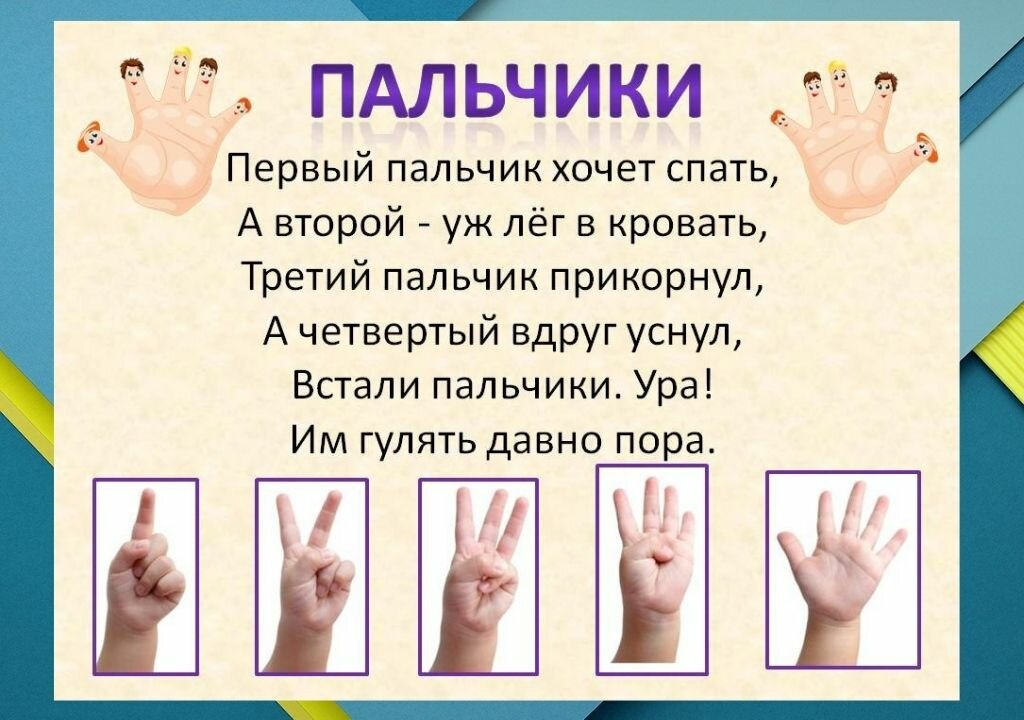 ПАЛЬЧИКИ
Первый пальчик хочет спать,
А второй - уж лёг в кровать,
Третий пальчик прикорнул,
А четвертый вдруг уснул,
Встали пальчики. Ура!
Им гулять давно пора.